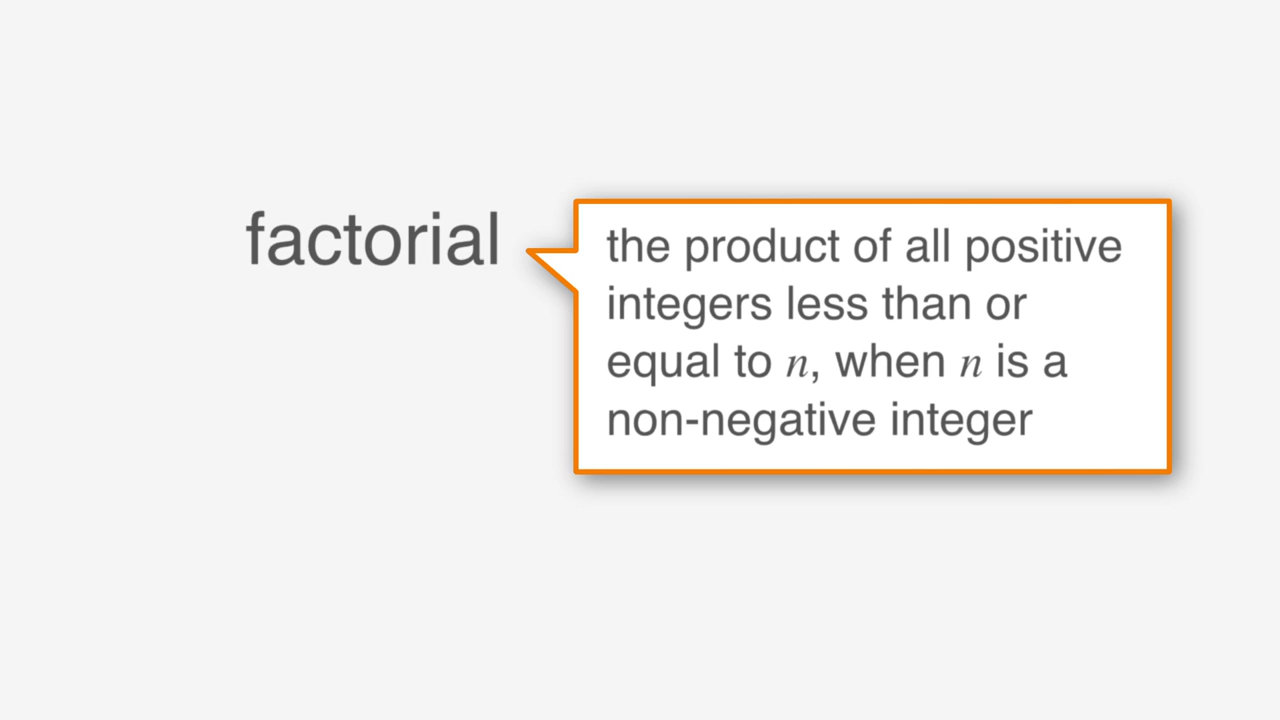 factorial
the product of all positive
integers less than or
equal to n, when n is a
non-negative integer